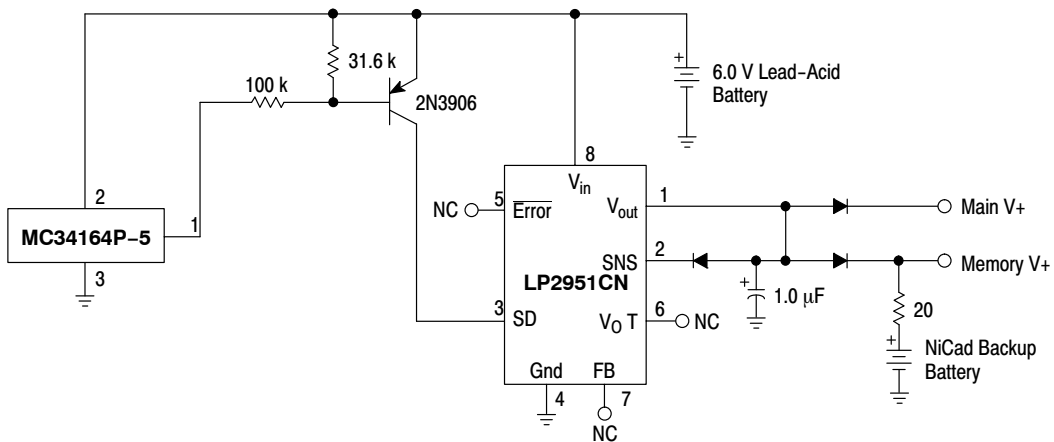 31.6 k
100 k
2N3906
+
6.0 V Lead-Acid
Battery
8
Vin
2
1
MC34164P-5
3
NC
5
Error
Vout
1
Main V+
SNS
2
LP2951CN
+
1.0 μF
Memory V+
3
SD
VO T
6
NC
20
+
NiCad Backup
Battery
Gnd
FB
4
7
NC